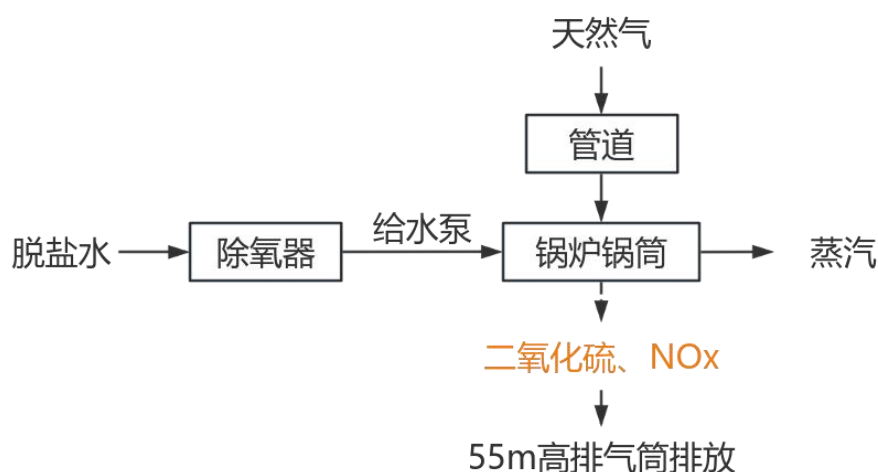 天然气
管道
脱盐水
除氧器
给水泵
锅炉锅筒
蒸汽
二氧化硫、NOx
55m高排气筒排放